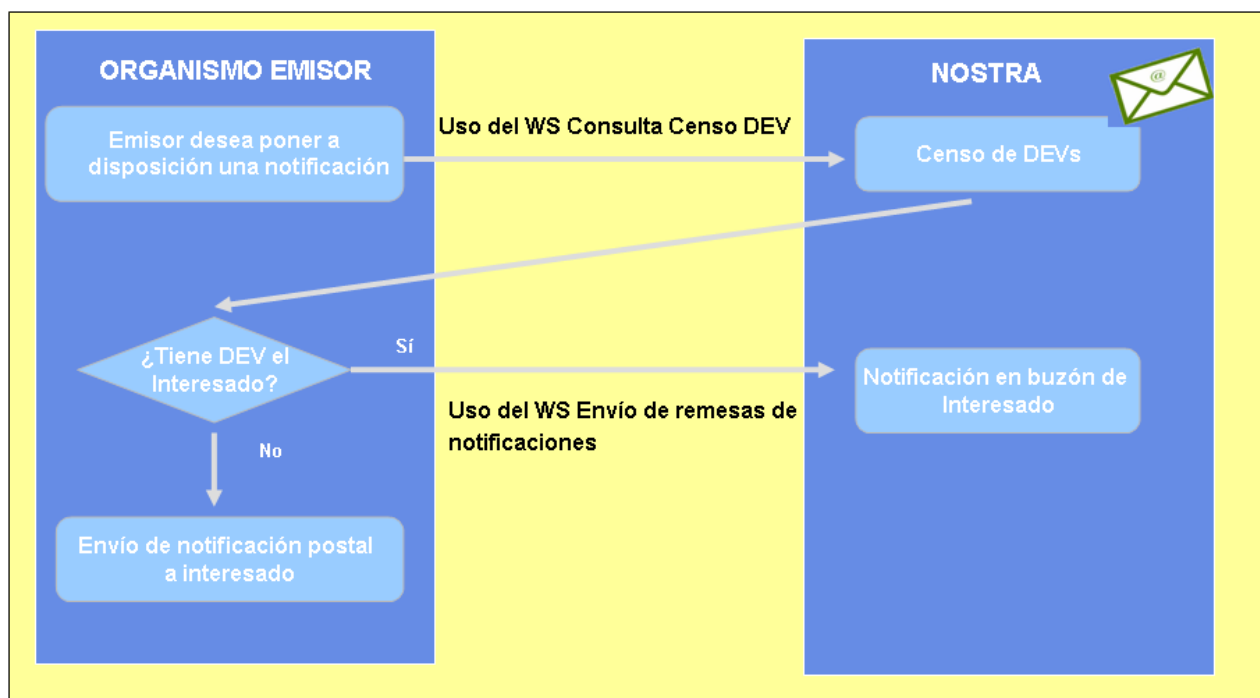 ORGANISMO EMISOR
NOSTRA
@
Emisor desea poner a
disposición una notificación
Uso del WS Consulta Censo DEV
Censo de DEVs
¿Tiene DEV el
Interesado?
Sí
Uso del WS Envío de remesas de
notificaciones
Notificación en buzón de
Interesado
No
Envío de notificación postal
a interesado